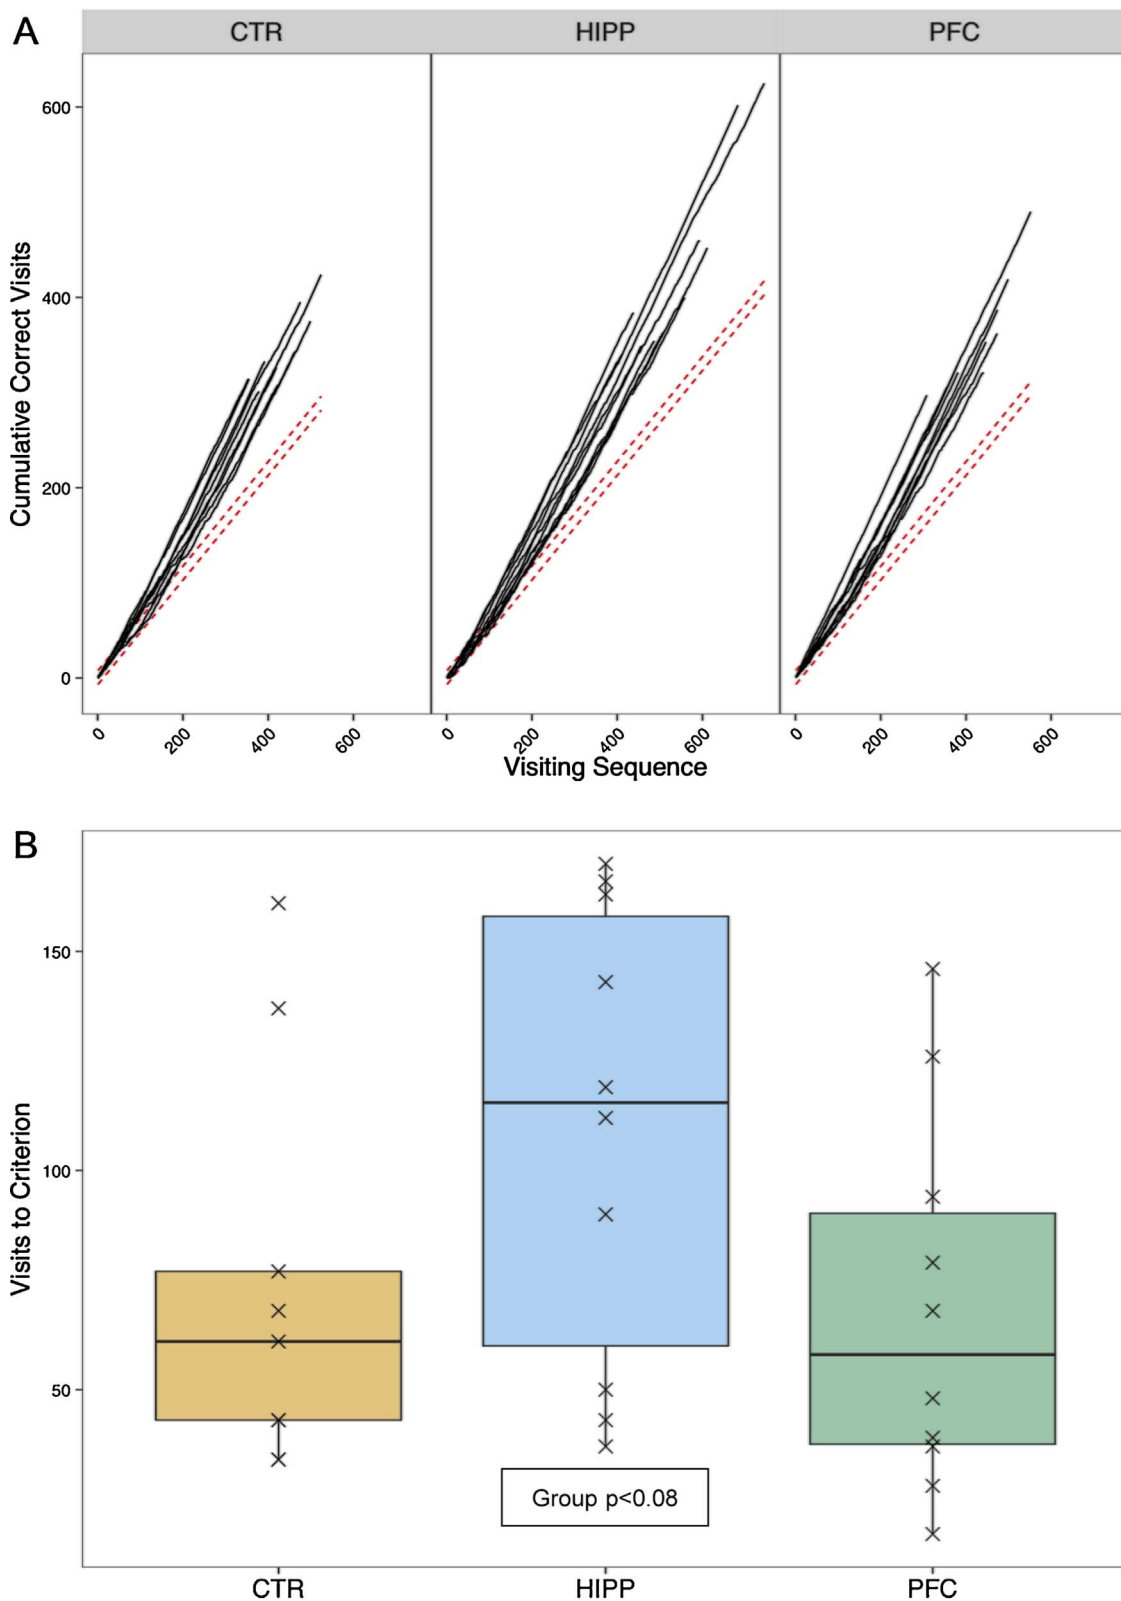 A
CTR HIPP PFC
Cumulative Correct Visits
600
400
200
0
0 200 400 600 0 200 400 600 0 200 400 600
Visiting Sequence
B
Visits to Criterion
150
100
50
Group p<0.08
CTR HIPP PFC